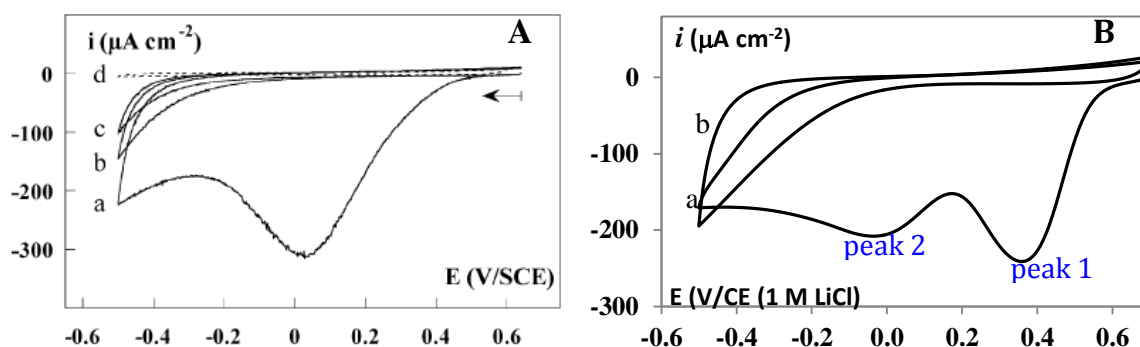 i (μA cm-2)
A
0
d
c
-100
b
-200
a
-300
E (V/SCE)
-0.6 -0.4 -0.2 0 0.2 0.4 0.6
i (μA cm-2)
B
0
b
-100
a
-200
peak 2
peak 1
E (V/CE (1 M LiCl)
-300
-0.6 -0.4 -0.2 0.0 0.2 0.4 0.6